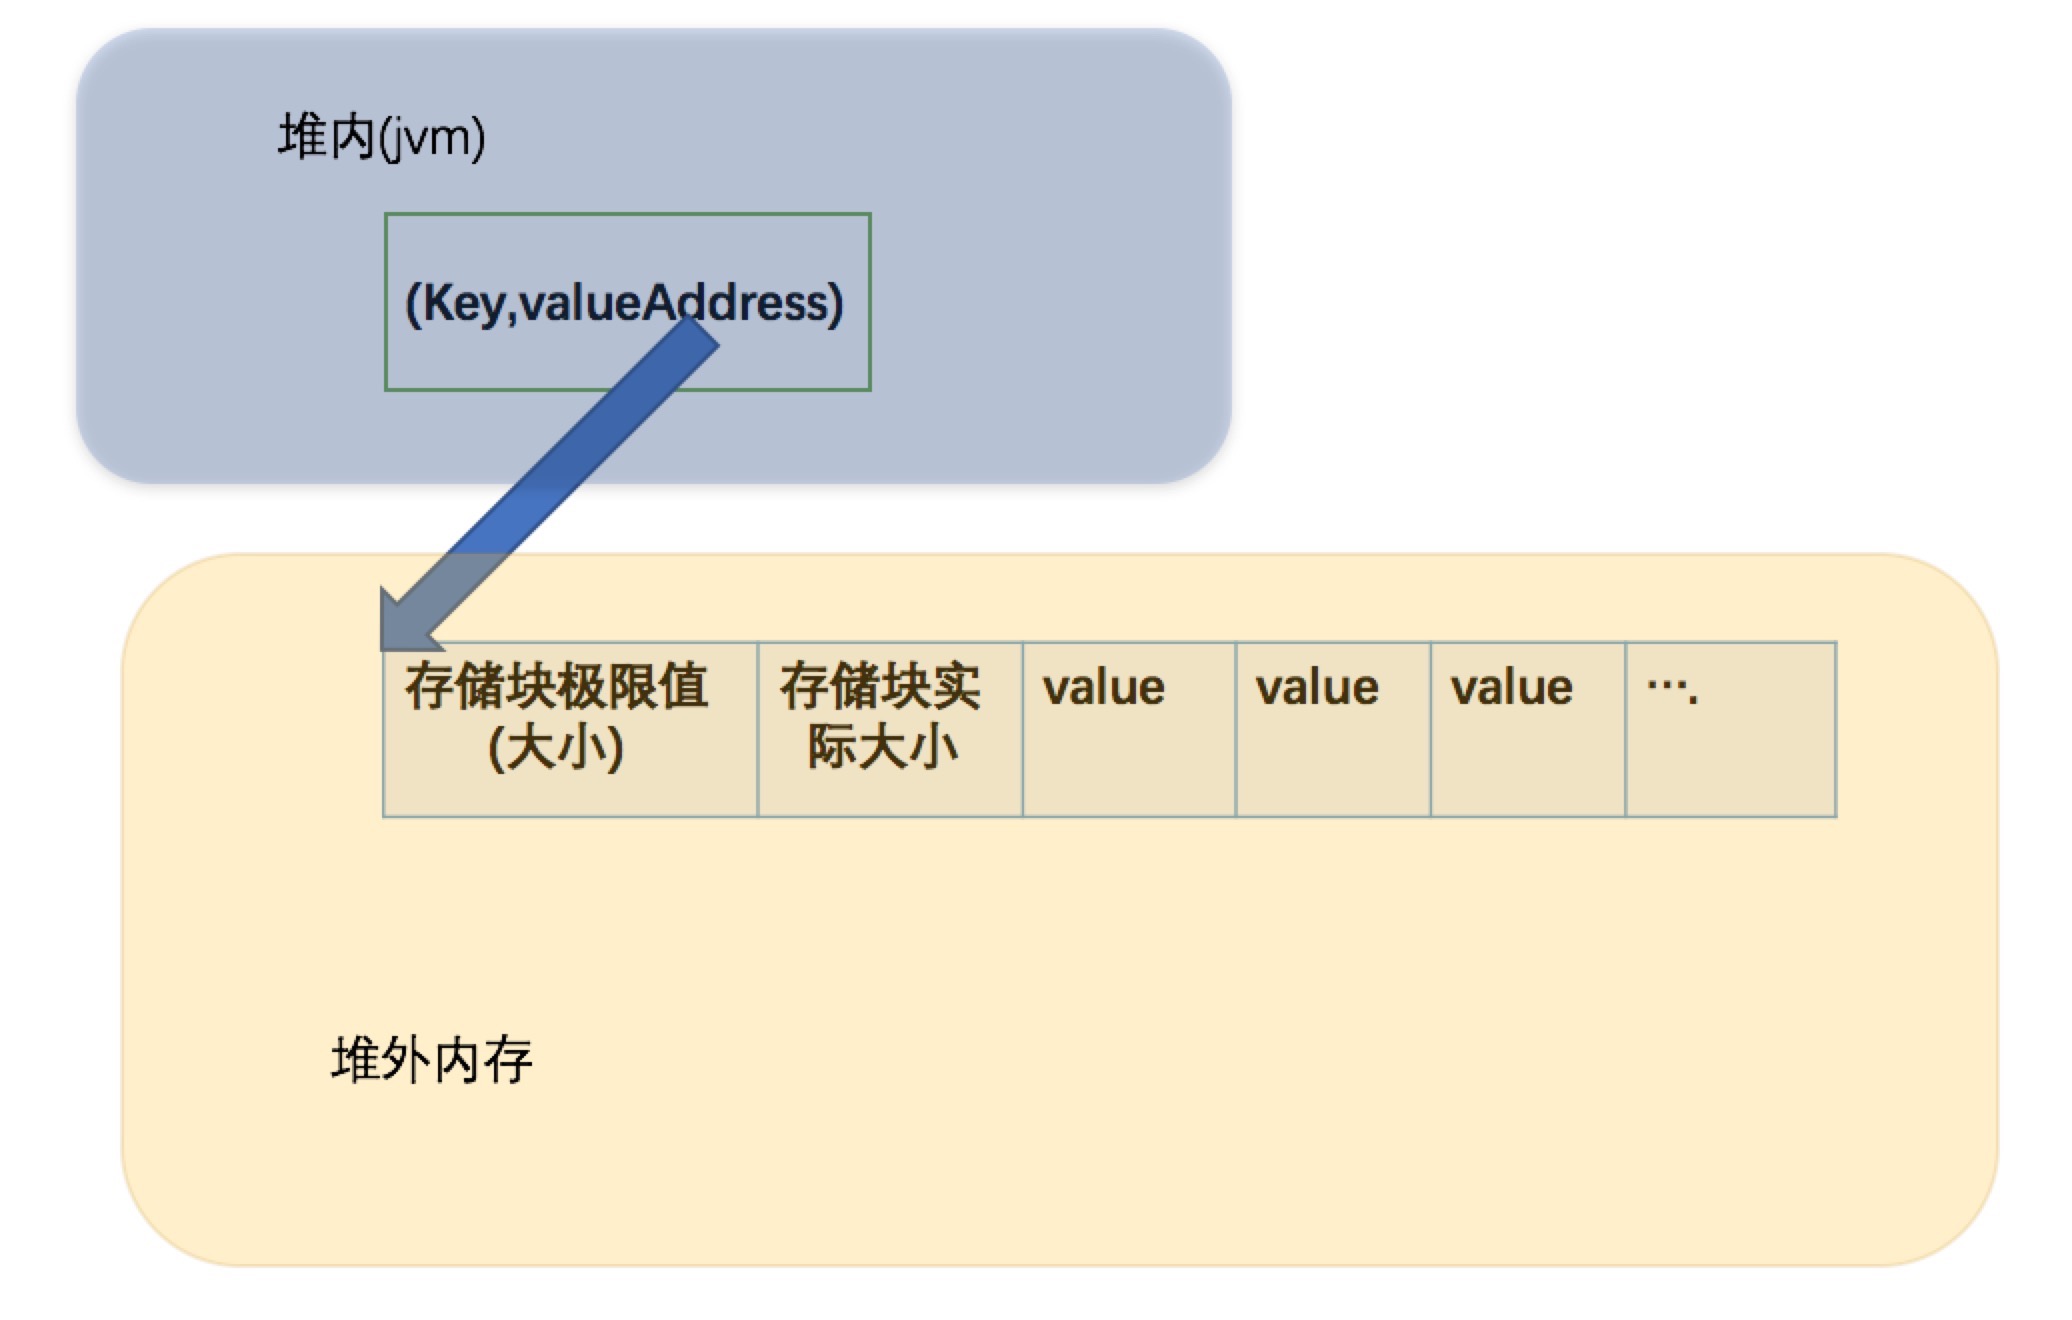 堆内(jvm)
(Key,valueAddress)
存储块极限值
(大小)
存储块实
际大小
value
value
value
….
堆外内存